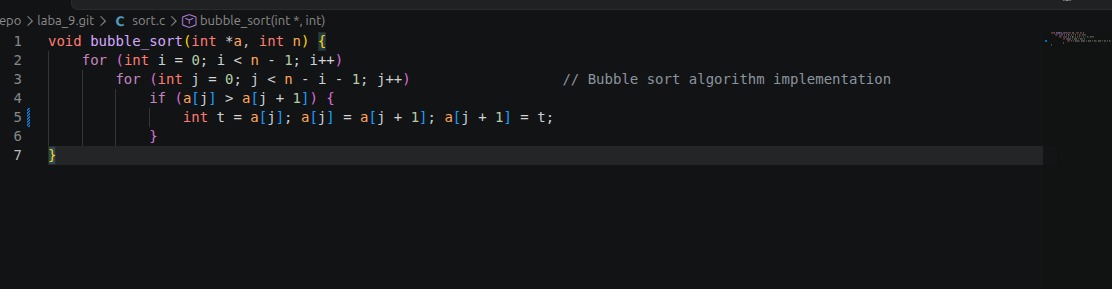 epo > laba_9.git > C sort.c > bubble_sort(int *, int)
1 void bubble_sort(int *a, int n) {
2     for (int i = 0; i < n - 1; i++)
3         for (int j = 0; j < n - i - 1; j++)                  // Bubble sort algorithm implementation
4             if (a[j] > a[j + 1]) {
5                 int t = a[j]; a[j] = a[j + 1]; a[j + 1] = t;
6             }
7 }